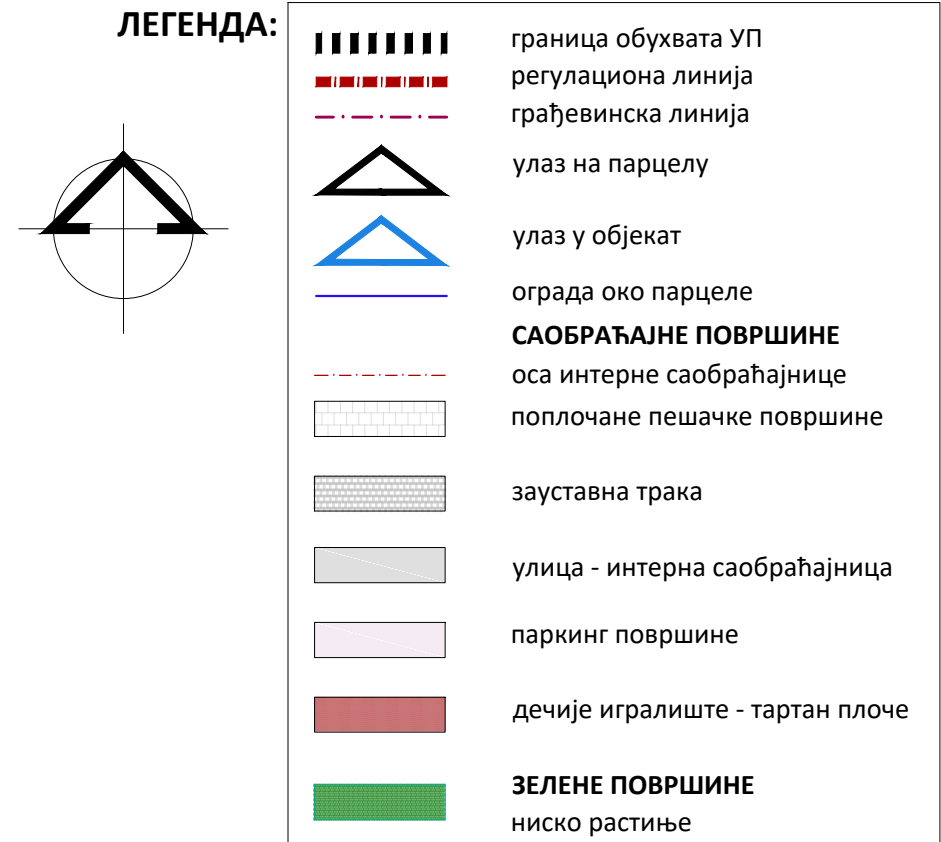 ЛЕГЕНДА:
граница обухвата УП
регулациона линија
грађевинска линија
улаз на парцелу
улаз у објекат
ограда око парцеле
САОБРАЋАЈНЕ ПОВРШИНЕ
оса интерне саобраћајнице
поплочане пешачке површине
зауставна трака
улица - интерна саобраћајница
паркинг површине
дечије игралиште - тартан плоче
ЗЕЛЕНЕ ПОВРШИНЕ
ниско растиње